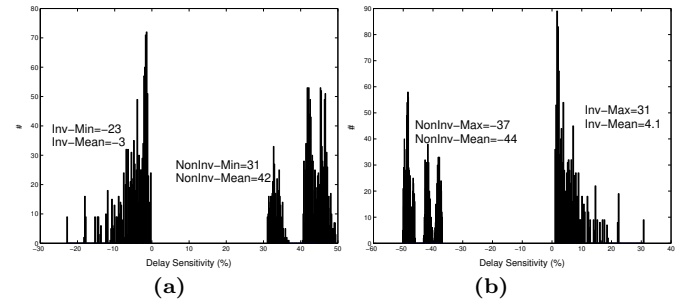 80
70
60
50
40
30
20
10
0
#
Inv-Min=-23
Inv-Mean=-3
NonInv-Min=31
NonInv-Mean=42
-30 -20 -10 0 10 20 30 40 50
Delay Sensitivity (%)
(a)
90
80
70
60
50
40
30
20
10
0
#
NonInv-Max=-37
NonInv-Mean=-44
Inv-Max=31
Inv-Mean=4.1
-60 -50 -40 -30 -20 -10 0 10 20 30 40
Delay Sensitivity (%)
(b)